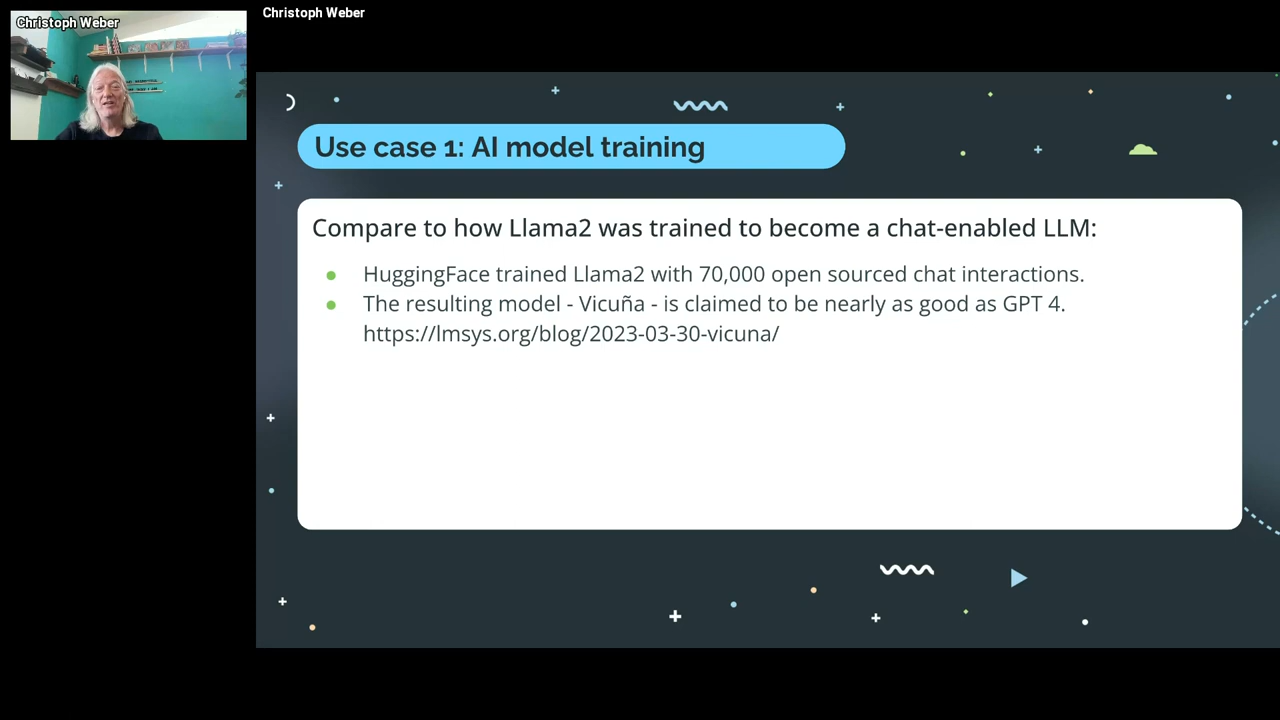 Christoph Weber
Christoph Weber
Use case 1: AI model training
Compare to how Llama2 was trained to become a chat-enabled LLM:
● HuggingFace trained Llama2 with 70,000 open sourced chat interactions.
● The resulting model - Vicuña - is claimed to be nearly as good as GPT 4.
https://lmsys.org/blog/2023-03-30-vicuna/